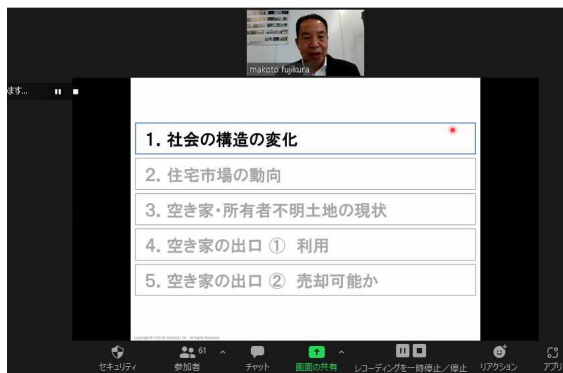 makoto fujikura
ます...
1. 社会の構造の変化
2. 住宅市場の動向
3. 空き家・所有者不明土地の現状
4. 空き家の出口 ① 利用
5. 空き家の出口 ② 売却可能か
61
セキュリティ 参加者 チャット 画面の共有 レコーディングを一時停止/停止 リアクション アプリ